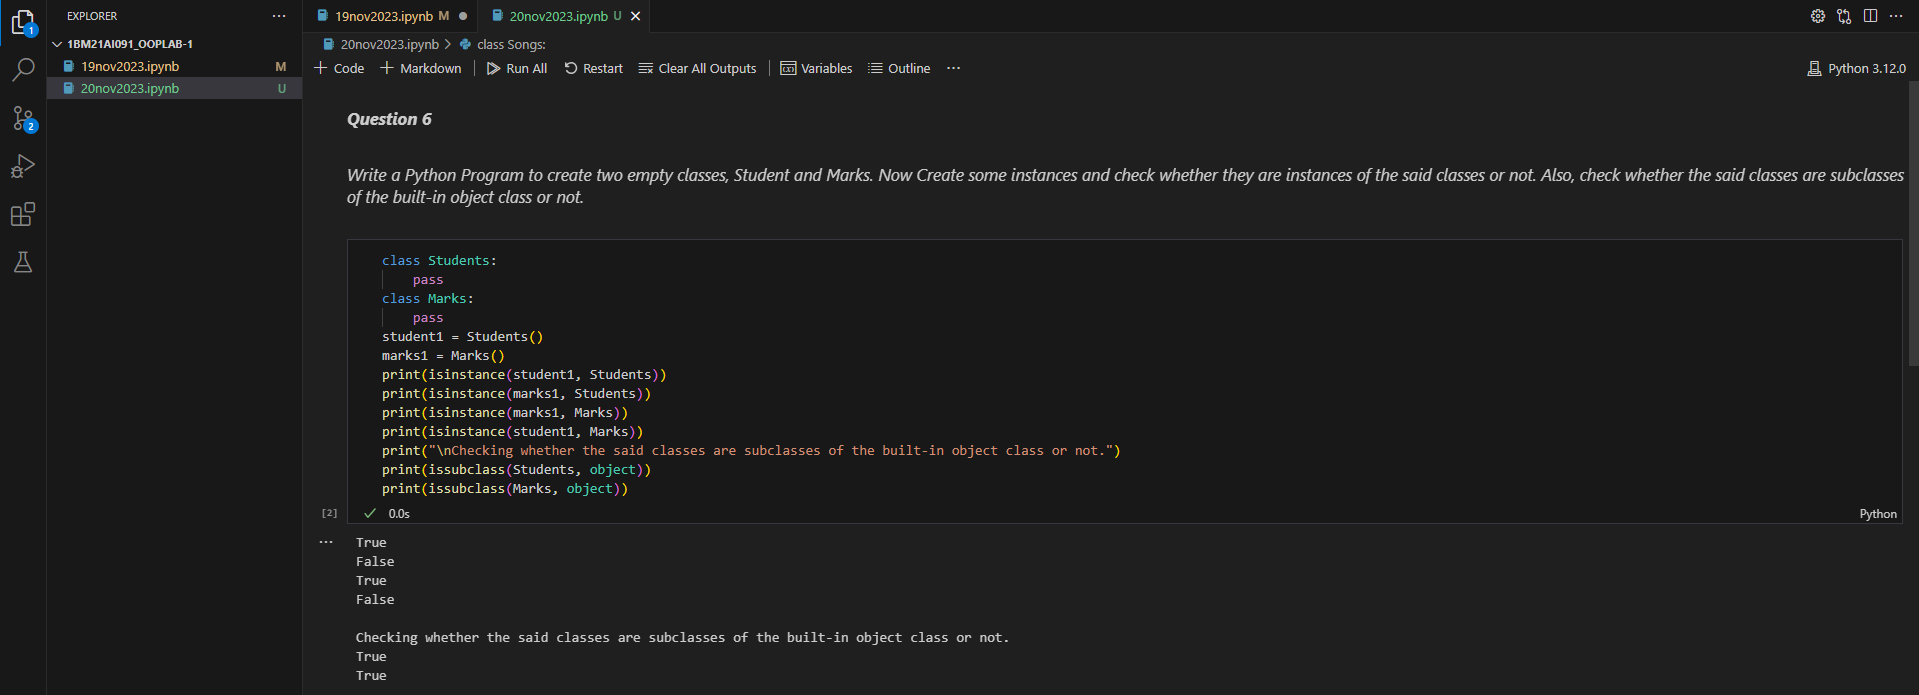 EXPLORER
1BM21AI091_OOPLAB-1
19nov2023.ipynb M
20nov2023.ipynb U
1
2
19nov2023.ipynb M
20nov2023.ipynb U
20nov2023.ipynb > class Songs:
+ Code + Markdown | Run All Restart Clear All Outputs | Variables Outline ...
Python 3.12.0
Question 6
Write a Python Program to create two empty classes, Student and Marks. Now Create some instances and check whether they are instances of the said classes or not. Also, check whether the said classes are subclasses
of the built-in object class or not.
class Students:
    pass
class Marks:
    pass
student1 = Students()
marks1 = Marks()
print(isinstance(student1, Students))
print(isinstance(marks1, Students))
print(isinstance(marks1, Marks))
print(isinstance(student1, Marks))
print("\nChecking whether the said classes are subclasses of the built-in object class or not.")
print(issubclass(Students, object))
print(issubclass(Marks, object))
[2] 0.0s Python
True
False
True
False
Checking whether the said classes are subclasses of the built-in object class or not.
True
True